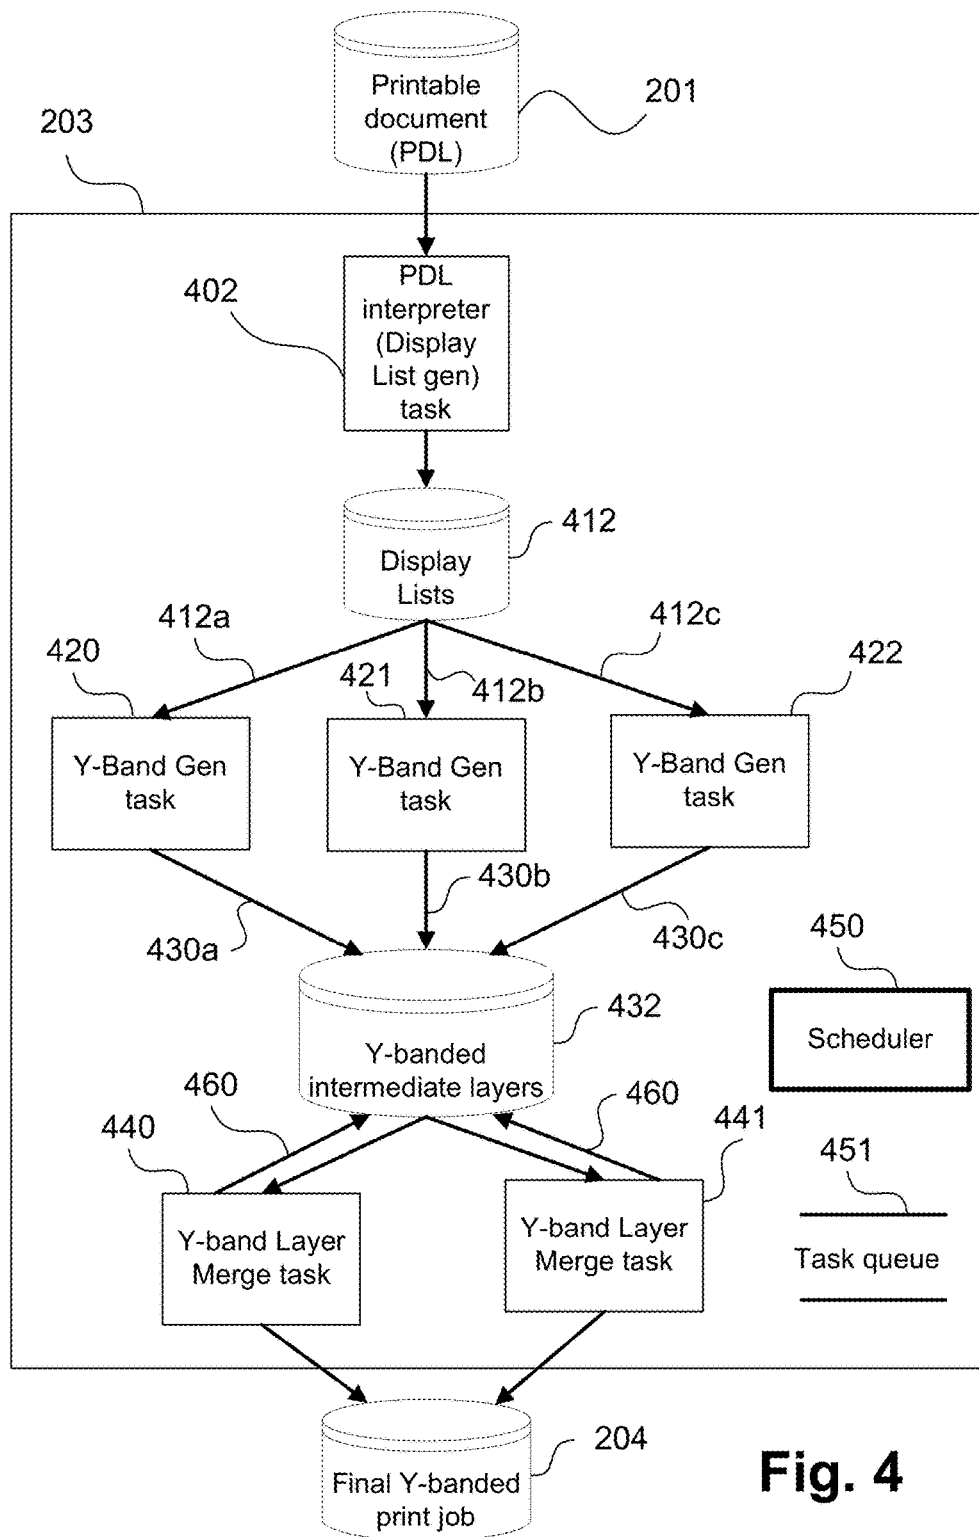 Printable
document
(PDL)
201
203
PDL
interpreter
(Display
List gen)
task
402
Display
Lists
412
412a
412b
412c
420
421
422
Y-Band Gen
task
Y-Band Gen
task
Y-Band Gen
task
430a
430b
430c
450
Scheduler
432
Y-banded
intermediate layers
460
460
440
441
451
Y-band Layer
Merge task
Y-band Layer
Merge task
Task queue
204
Final Y-banded
print job
Fig. 4